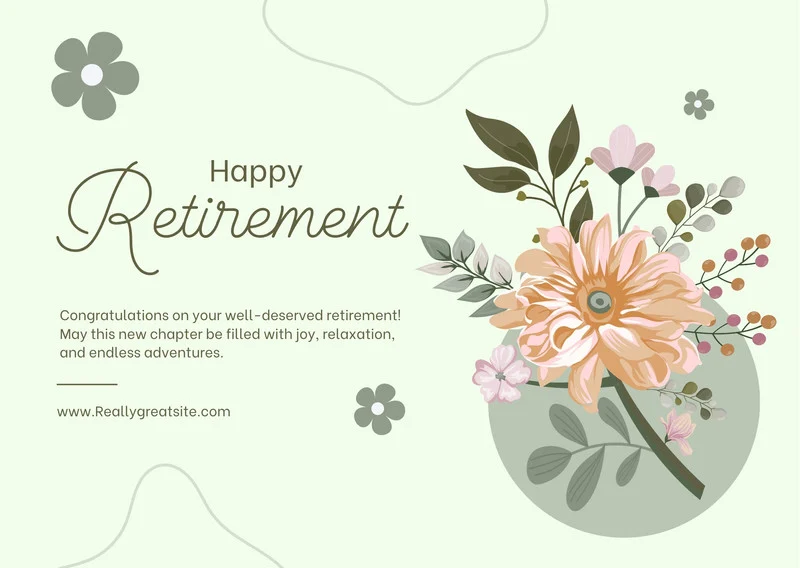 Happy
Retirement
Congratulations on your well-deserved retirement!
May this new chapter be filled with joy, relaxation,
and endless adventures.
www.Reallygreatsite.com